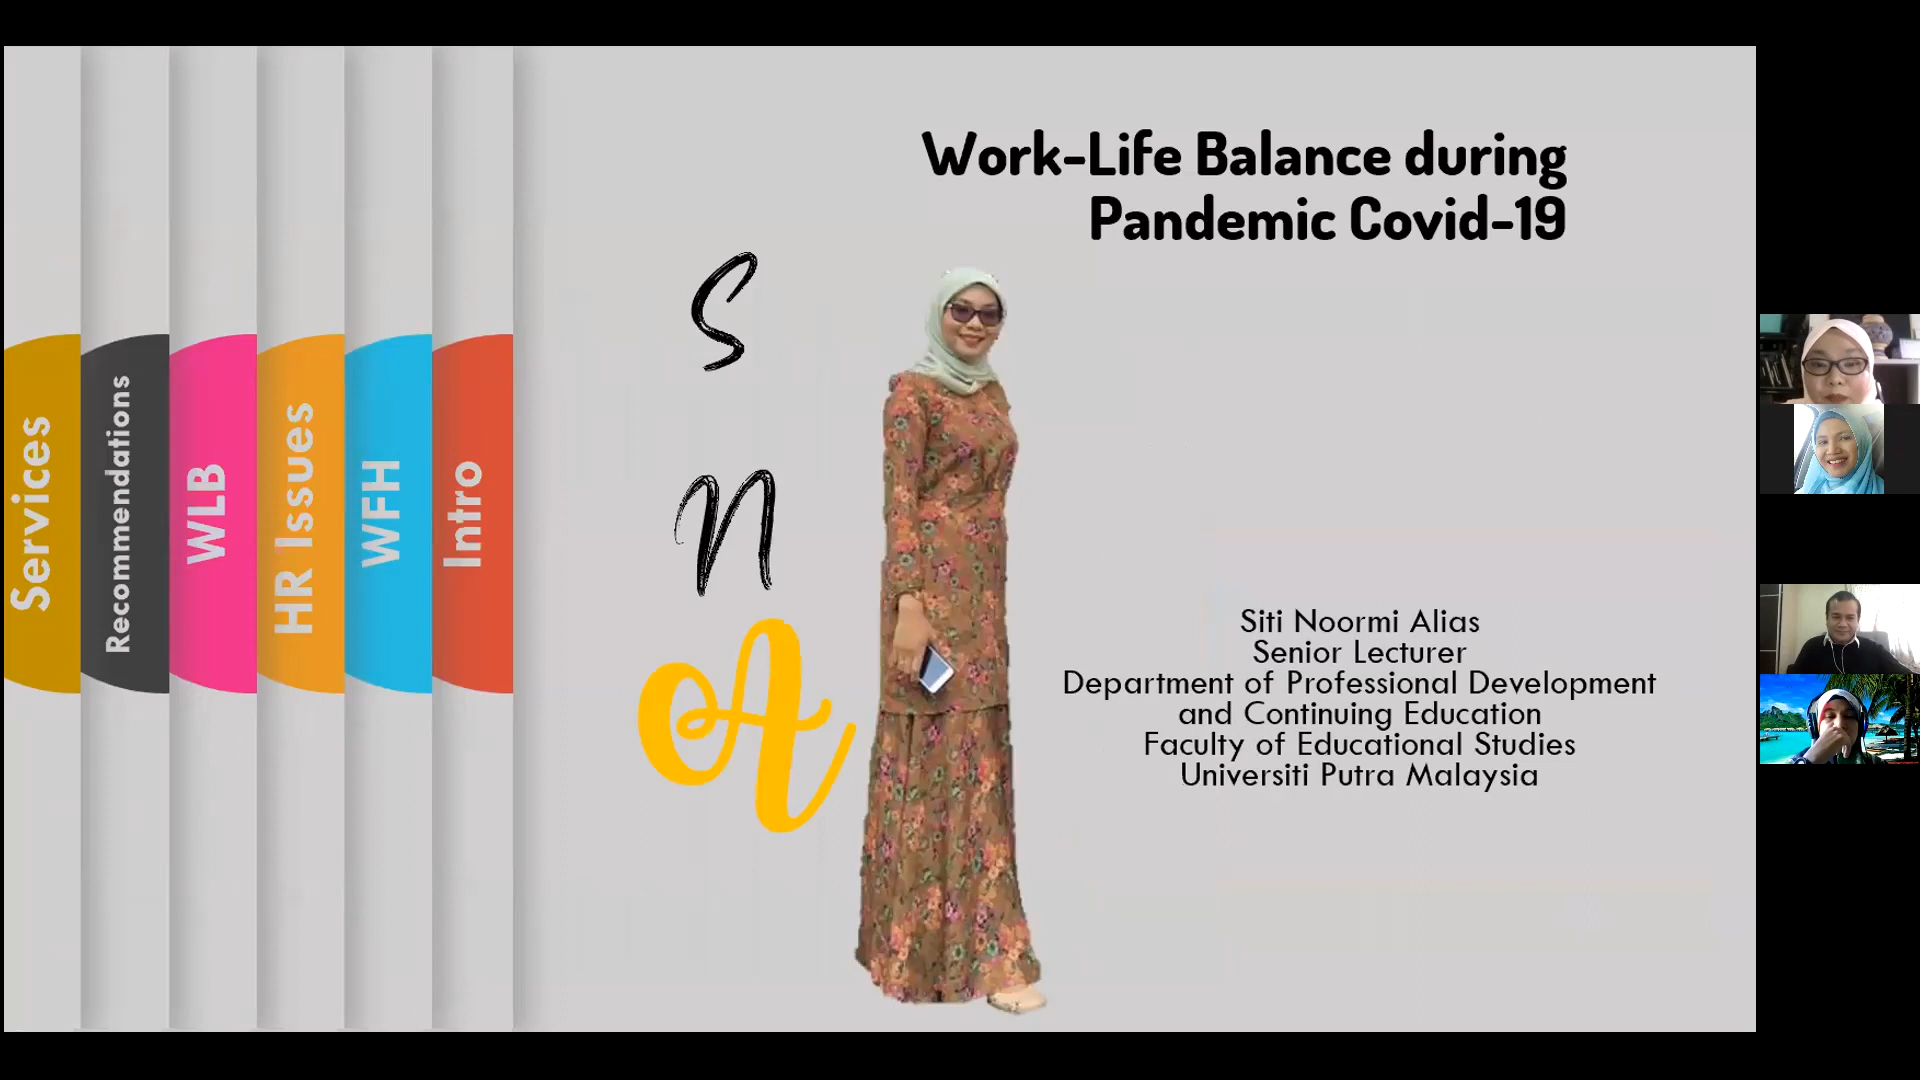 Work-Life Balance during
Pandemic Covid-19
S
N
A
Services
Recommendations
WLB
HR Issues
WFH
Intro
Siti Noormi Alias
Senior Lecturer
Department of Professional Development
and Continuing Education
Faculty of Educational Studies
Universiti Putra Malaysia